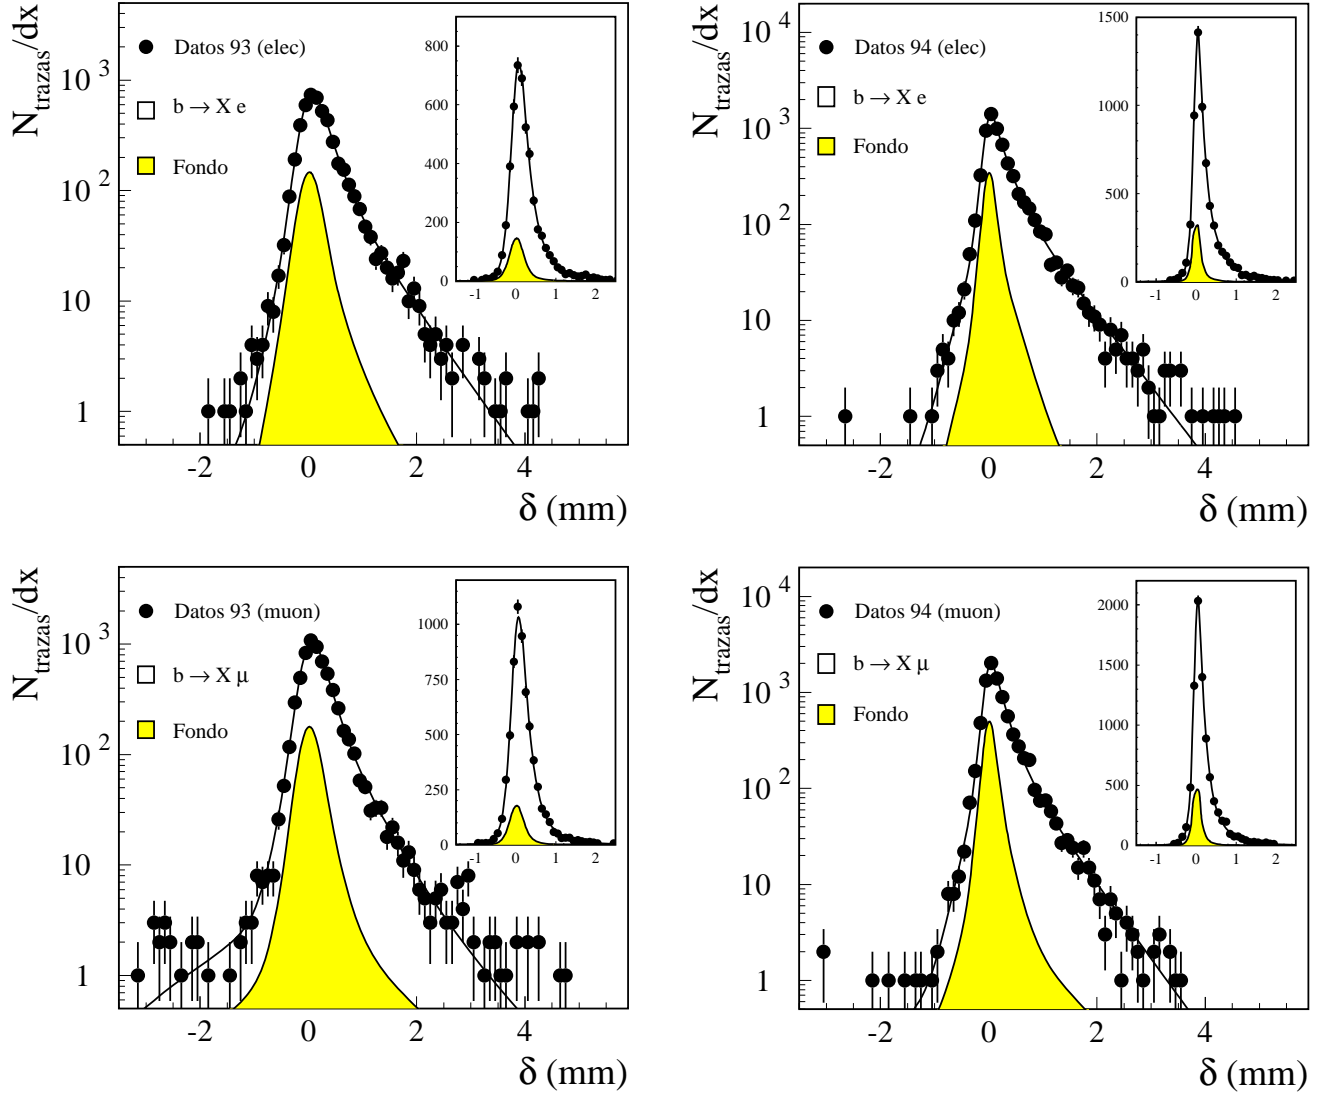 N_trazas/dx
Datos 93 (elec)
b → X e
Fondo
10 3
10 2
10
1
-2 0 2 4
δ (mm)
800
600
400
200
0
-1 0 1 2
N_trazas/dx
Datos 94 (elec)
b → X e
Fondo
10 4
10 3
10 2
10
1
-2 0 2 4
δ (mm)
1500
1000
500
0
-1 0 1 2
N_trazas/dx
Datos 93 (muon)
b → X μ
Fondo
10 3
10 2
10
1
-2 0 2 4
δ (mm)
1000
750
500
250
0
-1 0 1 2
N_trazas/dx
Datos 94 (muon)
b → X μ
Fondo
10 4
10 3
10 2
10
1
-2 0 2 4
δ (mm)
2000
1500
1000
500
0
-1 0 1 2